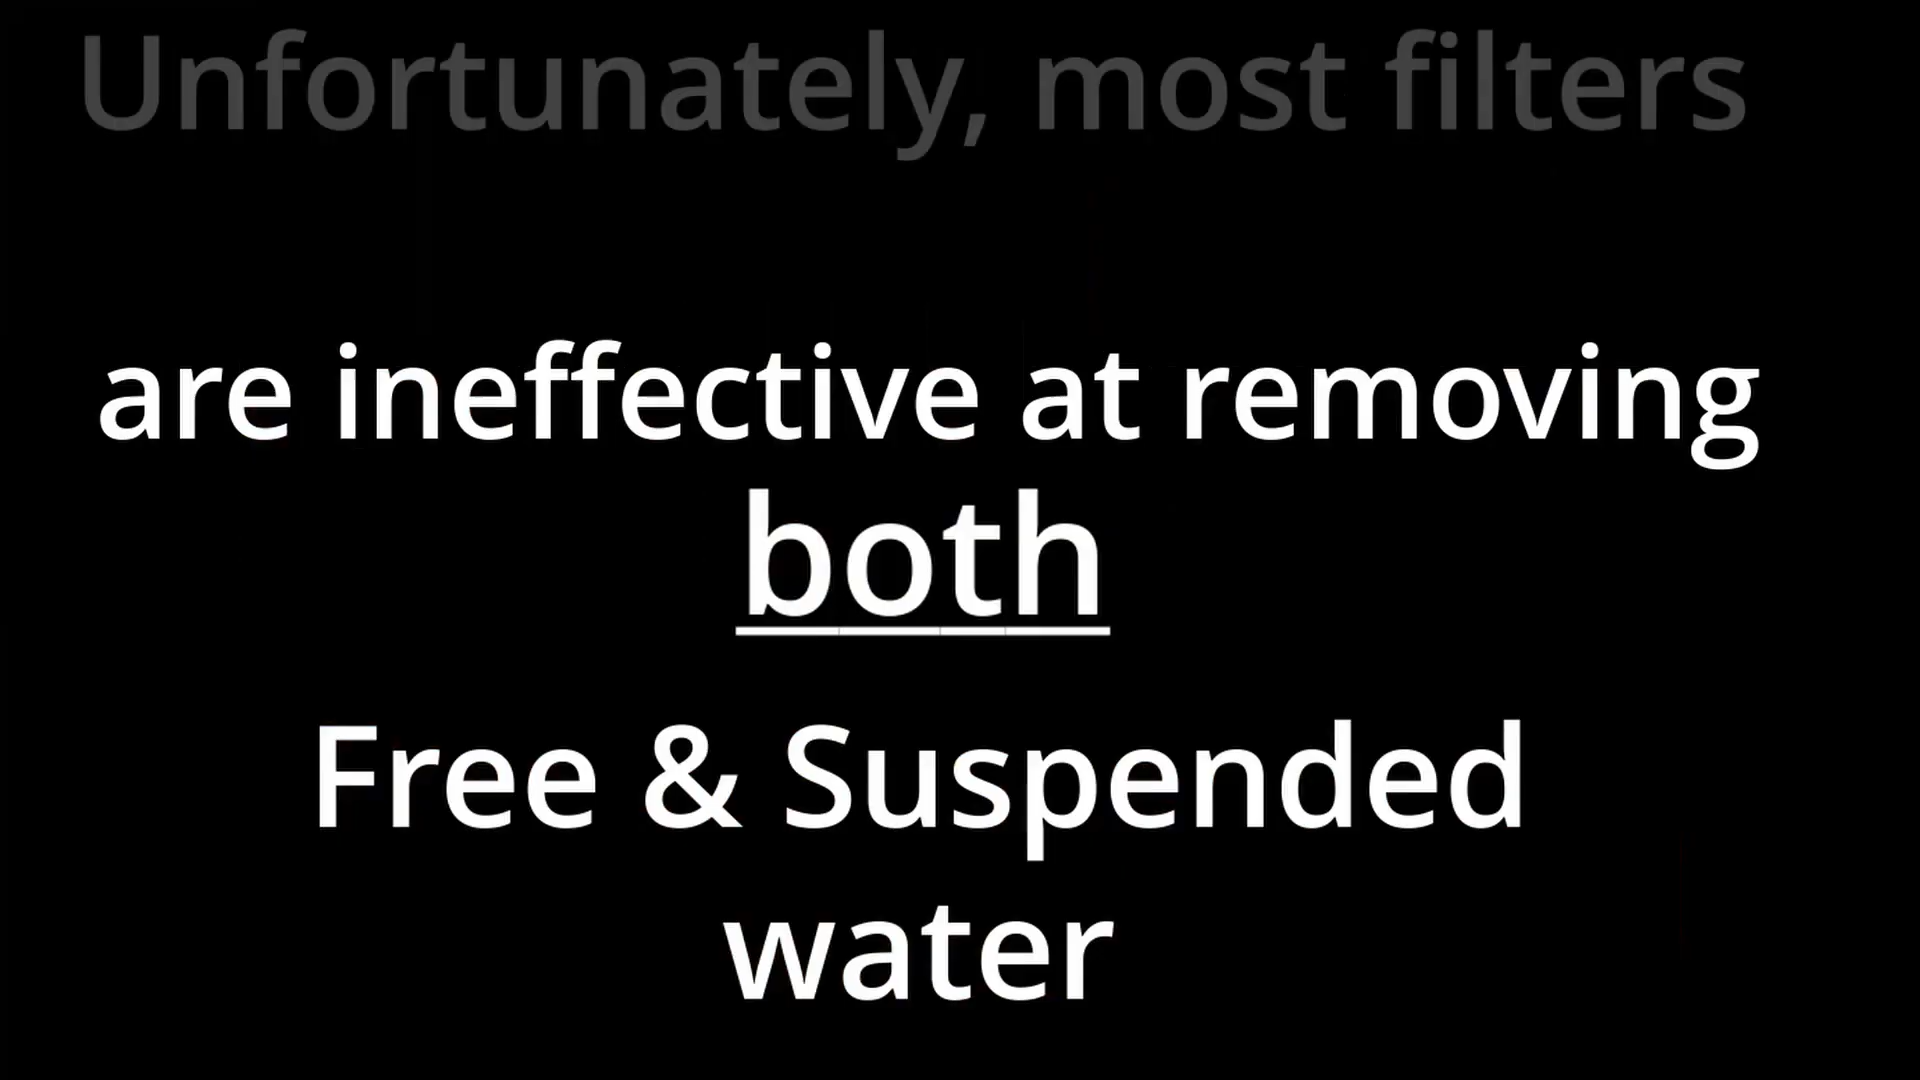 Unfortunately, most filters
are ineffective at removing
both
Free & Suspended
water